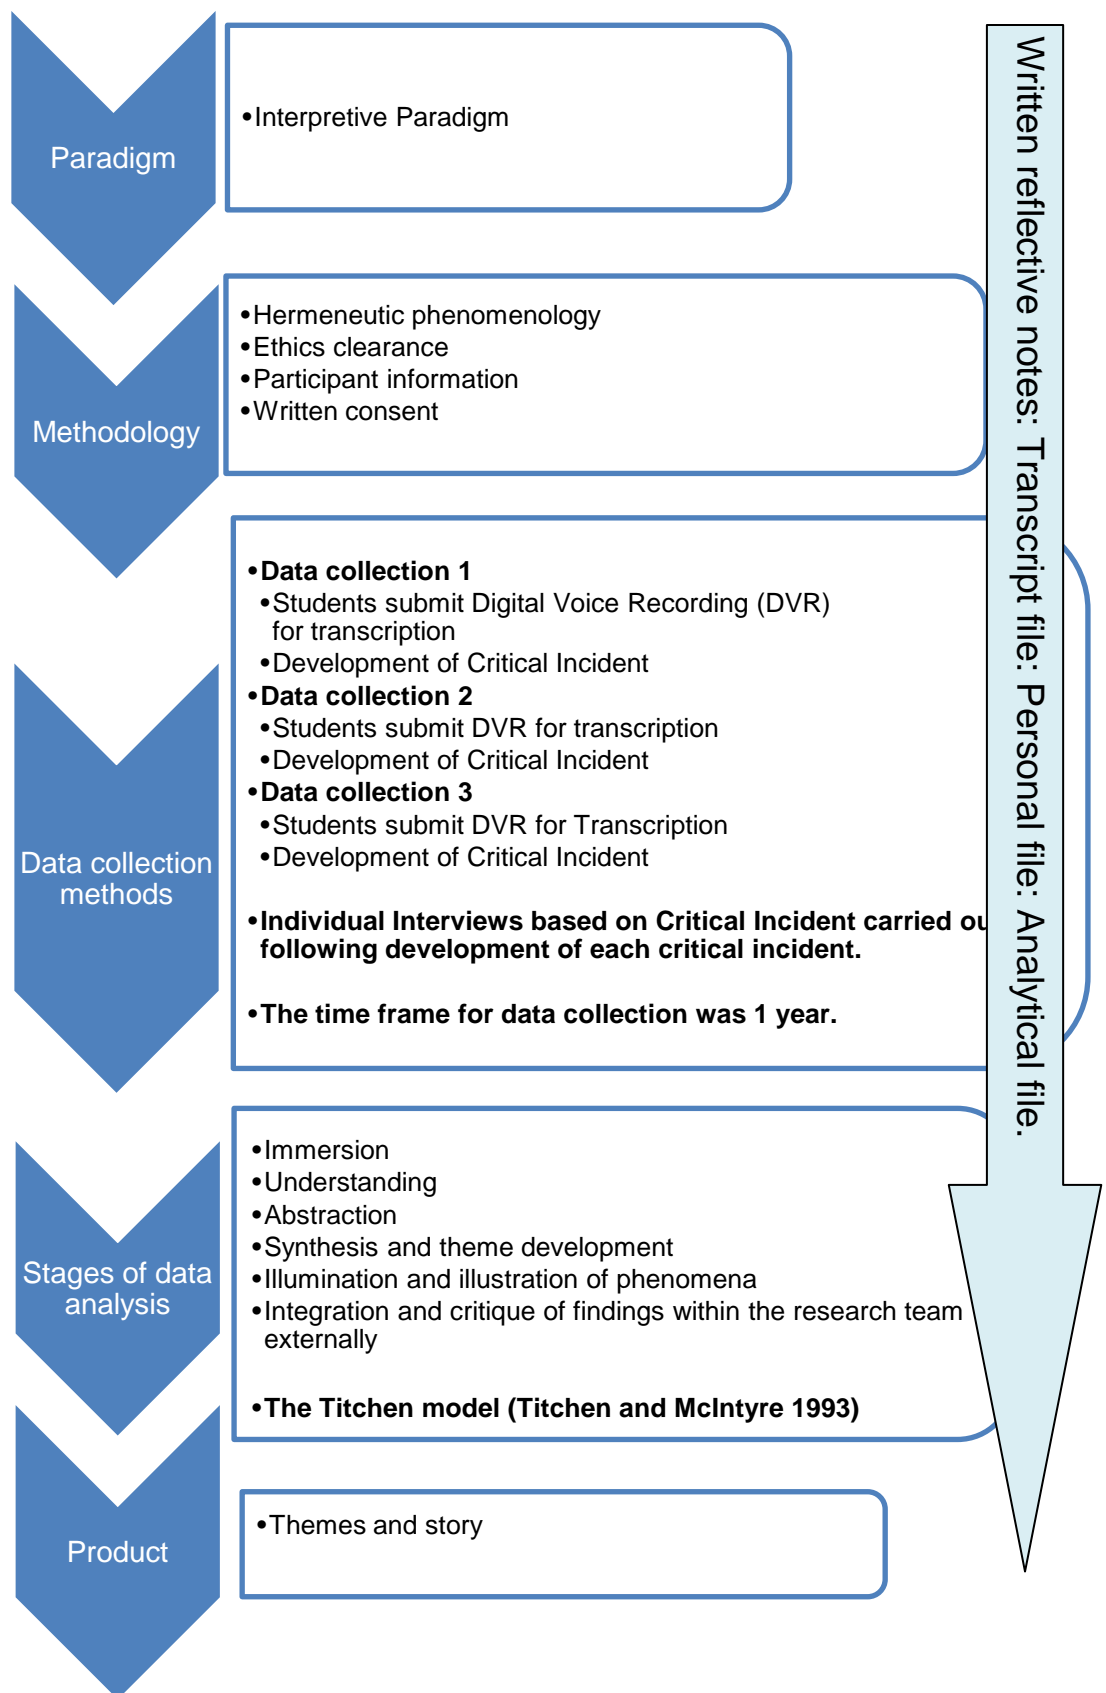 Paradigm
•Interpretive Paradigm
Methodology
•Hermeneutic phenomenology
•Ethics clearance
•Participant information
•Written consent
Data collection
methods
•Data collection 1
•Students submit Digital Voice Recording (DVR)
for transcription
•Development of Critical Incident
•Data collection 2
•Students submit DVR for transcription
•Development of Critical Incident
•Data collection 3
•Students submit DVR for Transcription
•Development of Critical Incident
•Individual Interviews based on Critical Incident carried ou
following development of each critical incident.
•The time frame for data collection was 1 year.
Stages of data
analysis
•Immersion
•Understanding
•Abstraction
•Synthesis and theme development
•Illumination and illustration of phenomena
•Integration and critique of findings within the research team
externally
•The Titchen model (Titchen and McIntyre 1993)
Product
•Themes and story
Written reflective notes: Transcript file: Personal file: Analytical file.